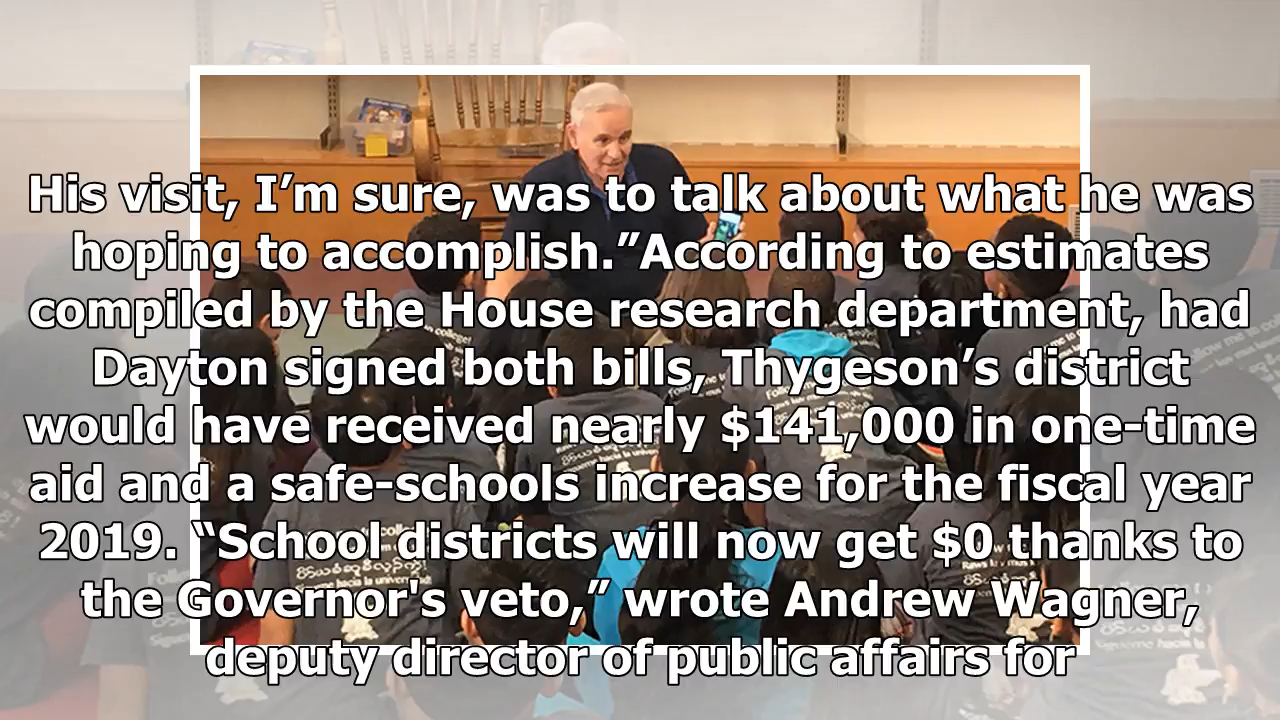 His visit, I’m sure, was to talk about what he was
hoping to accomplish.”According to estimates
compiled by the House research department, had
Dayton signed both bills, Thygeson’s district
would have received nearly $141,000 in one-time
aid and a safe-schools increase for the fiscal year
2019. “School districts will now get $0 thanks to
the Governor's veto,” wrote Andrew Wagner,
deputy director of public affairs for